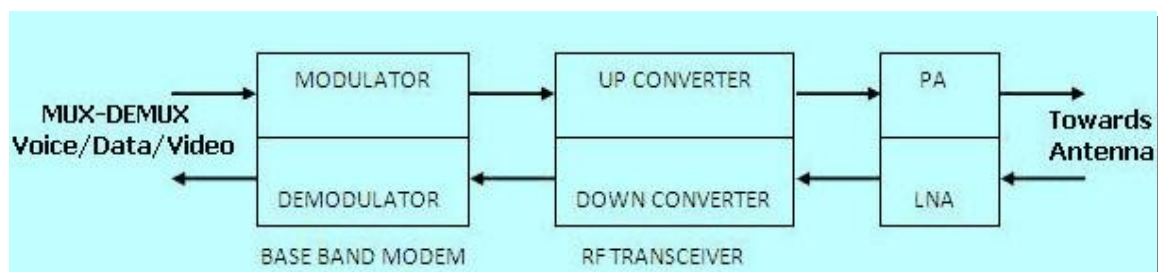 MODULATOR
UP CONVERTER
PA
MUX-DEMUX
Voice/Data/Video
Towards
Antenna
DEMODULATOR
DOWN CONVERTER
LNA
BASE BAND MODEM
RF TRANSCEIVER